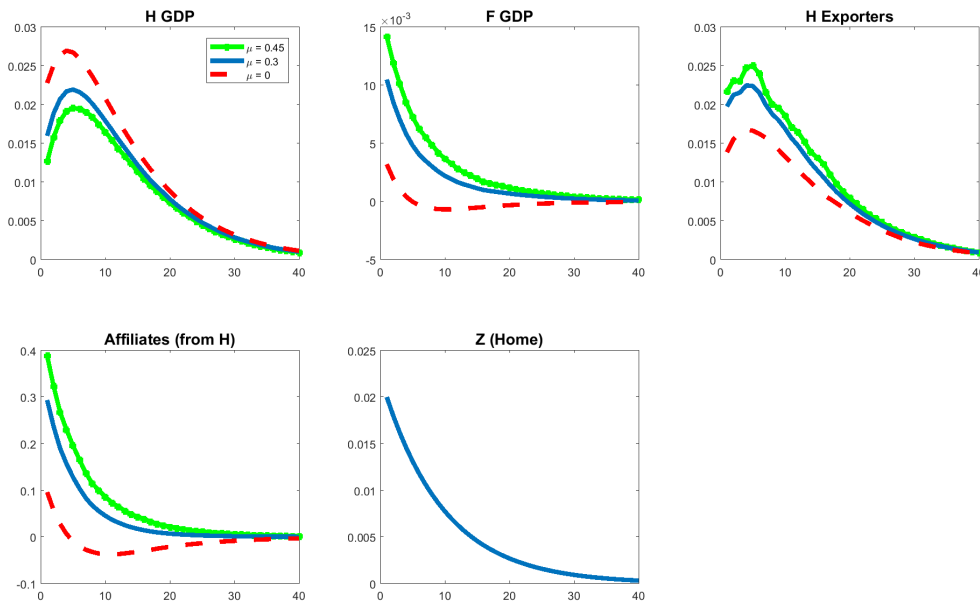 H GDP
0.03
0.025
0.02
0.015
0.01
0.005
0
0 10 20 30 40
μ = 0.45
μ = 0.3
μ = 0
F GDP
×10⁻³
15
10
5
0
-5
0 10 20 30 40
H Exporters
0.03
0.025
0.02
0.015
0.01
0.005
0
0 10 20 30 40
Affiliates (from H)
0.4
0.3
0.2
0.1
0
-0.1
0 10 20 30 40
Z (Home)
0.025
0.02
0.015
0.01
0.005
0
0 10 20 30 40